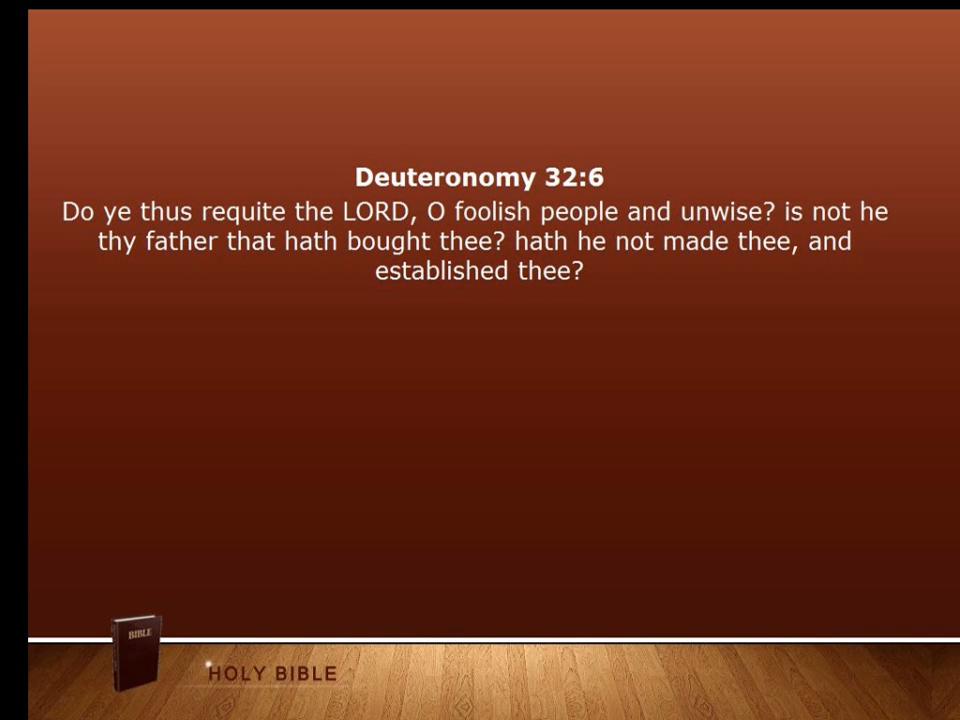 Deuteronomy 32:6
Do ye thus requite the LORD, O foolish people and unwise? is not he
thy father that hath bought thee? hath he not made thee, and
established thee?
BIBLE
HOLY BIBLE